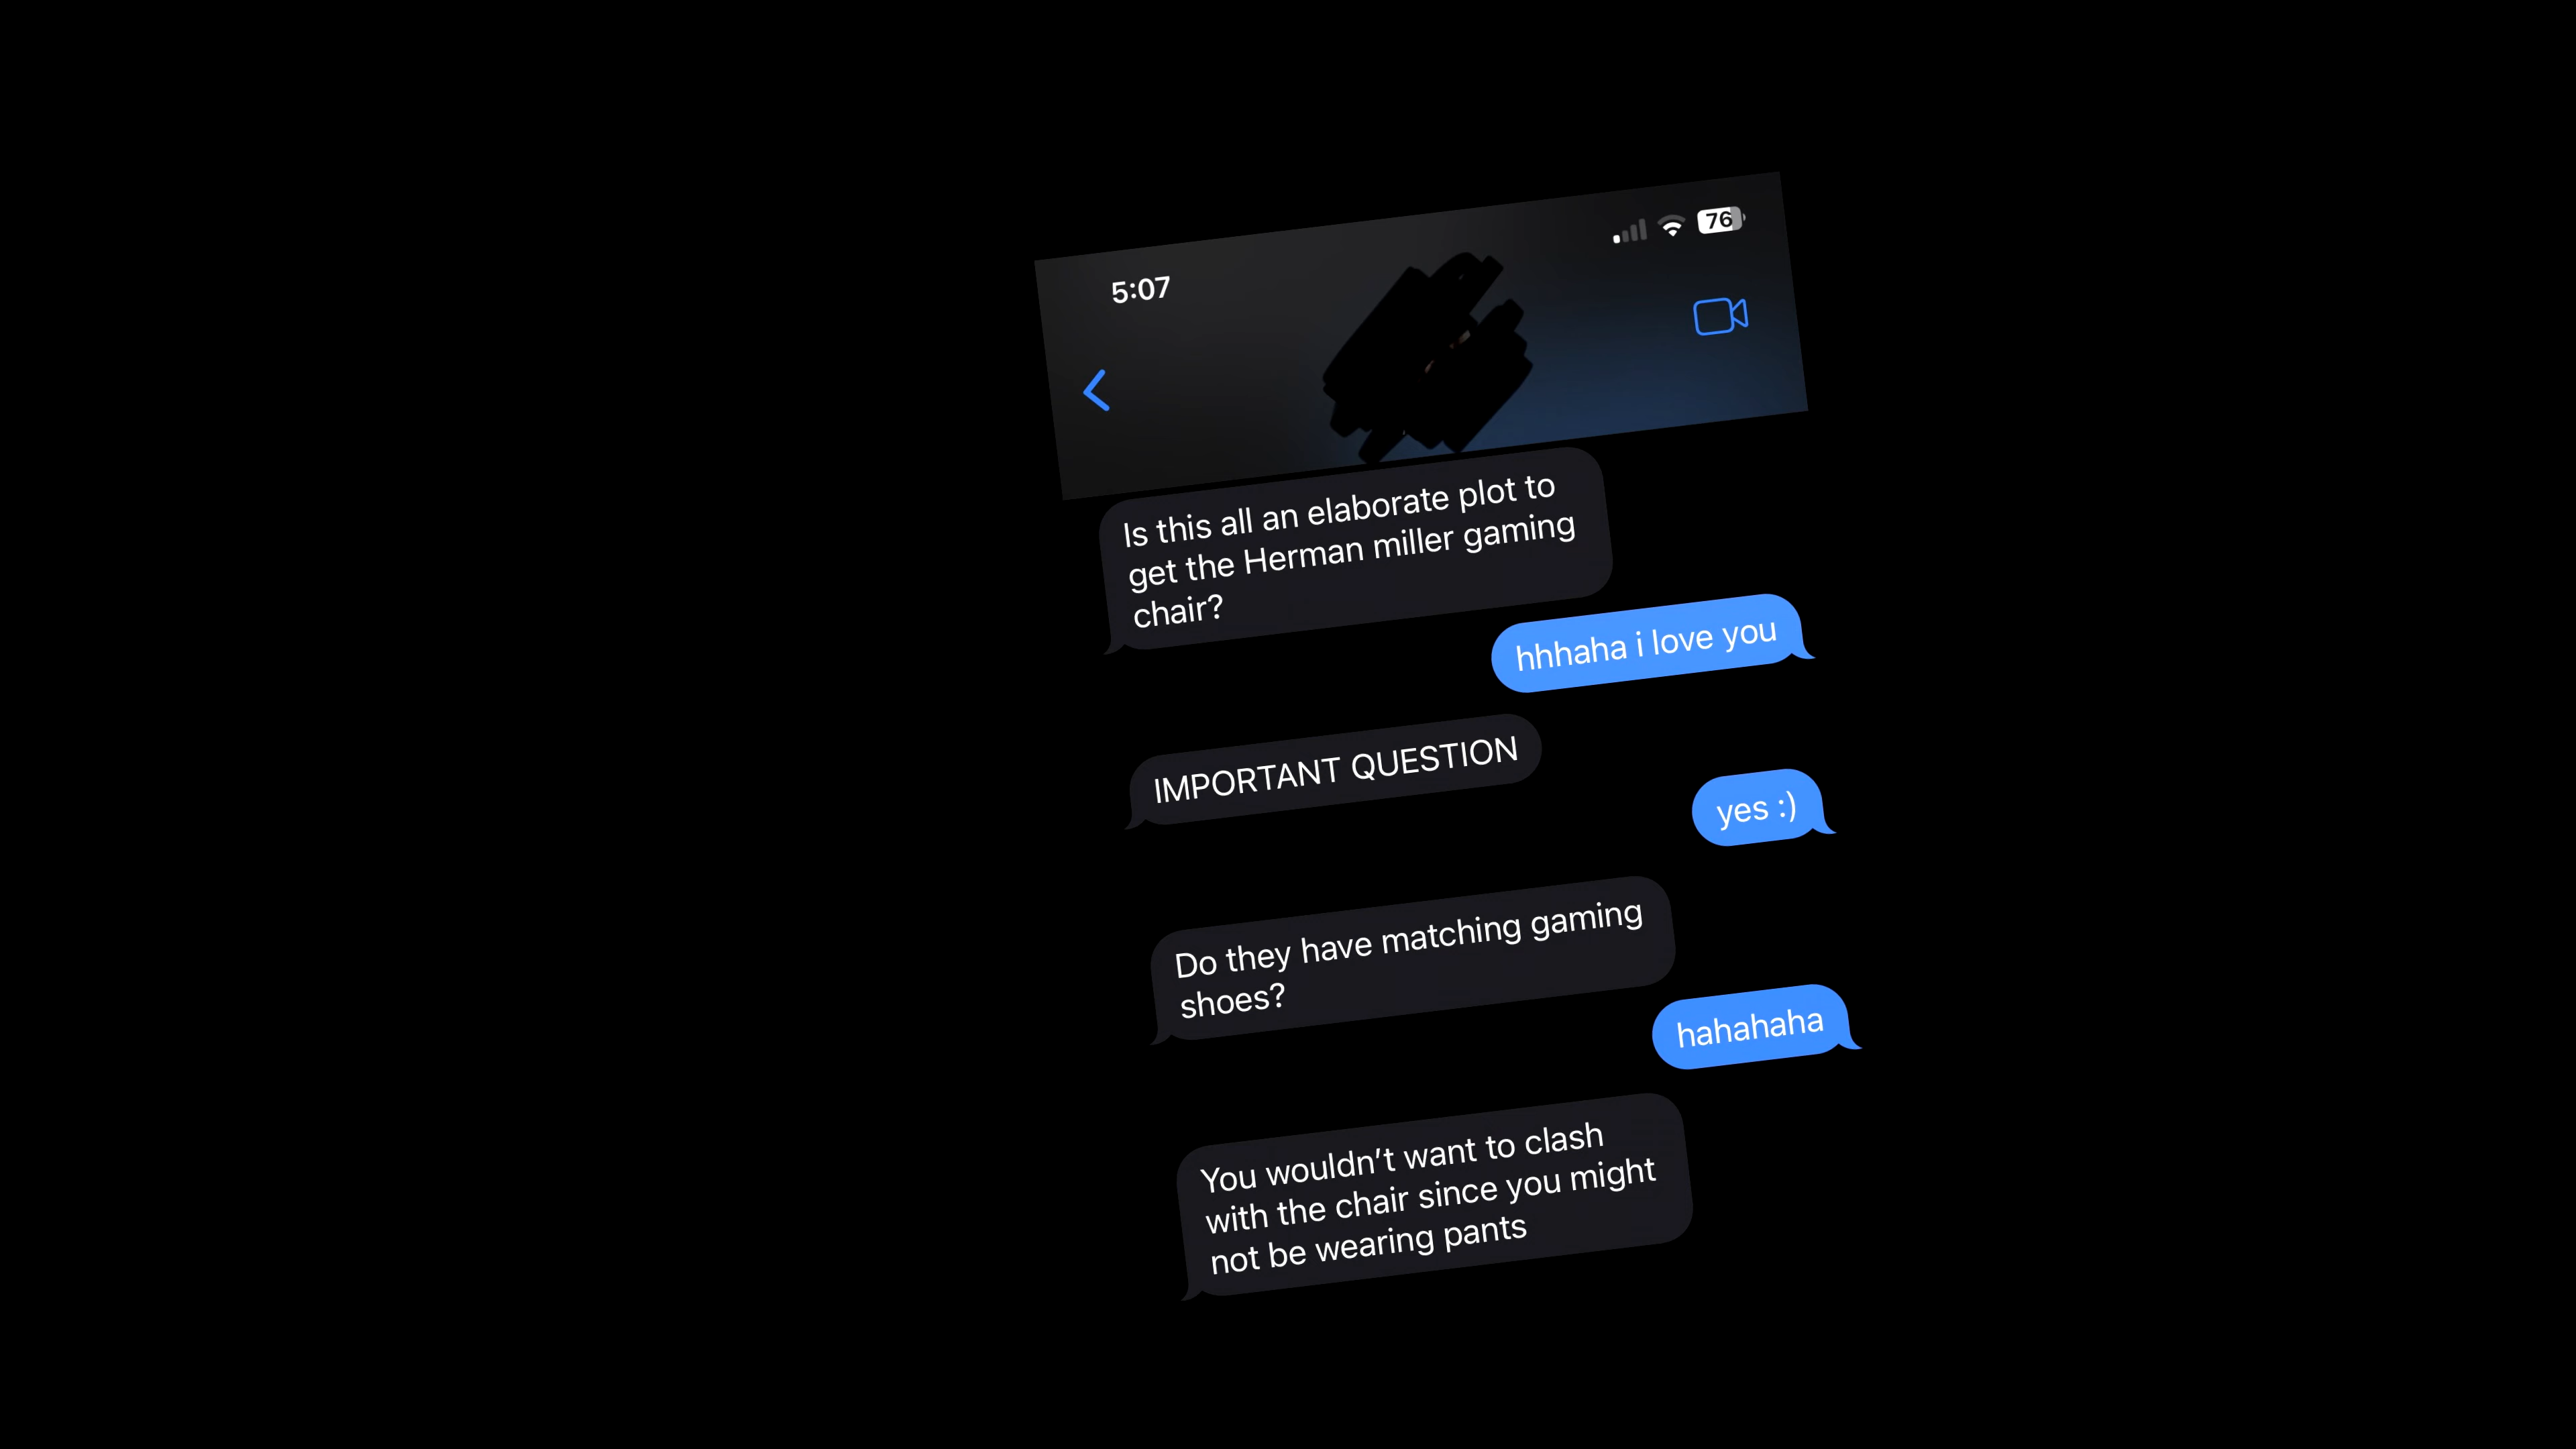 5:07
76
Is this all an elaborate plot to
get the Herman miller gaming
chair?
hhhaha i love you
IMPORTANT QUESTION
yes :)
Do they have matching gaming
shoes?
hahahaha
You wouldn’t want to clash
with the chair since you might
not be wearing pants